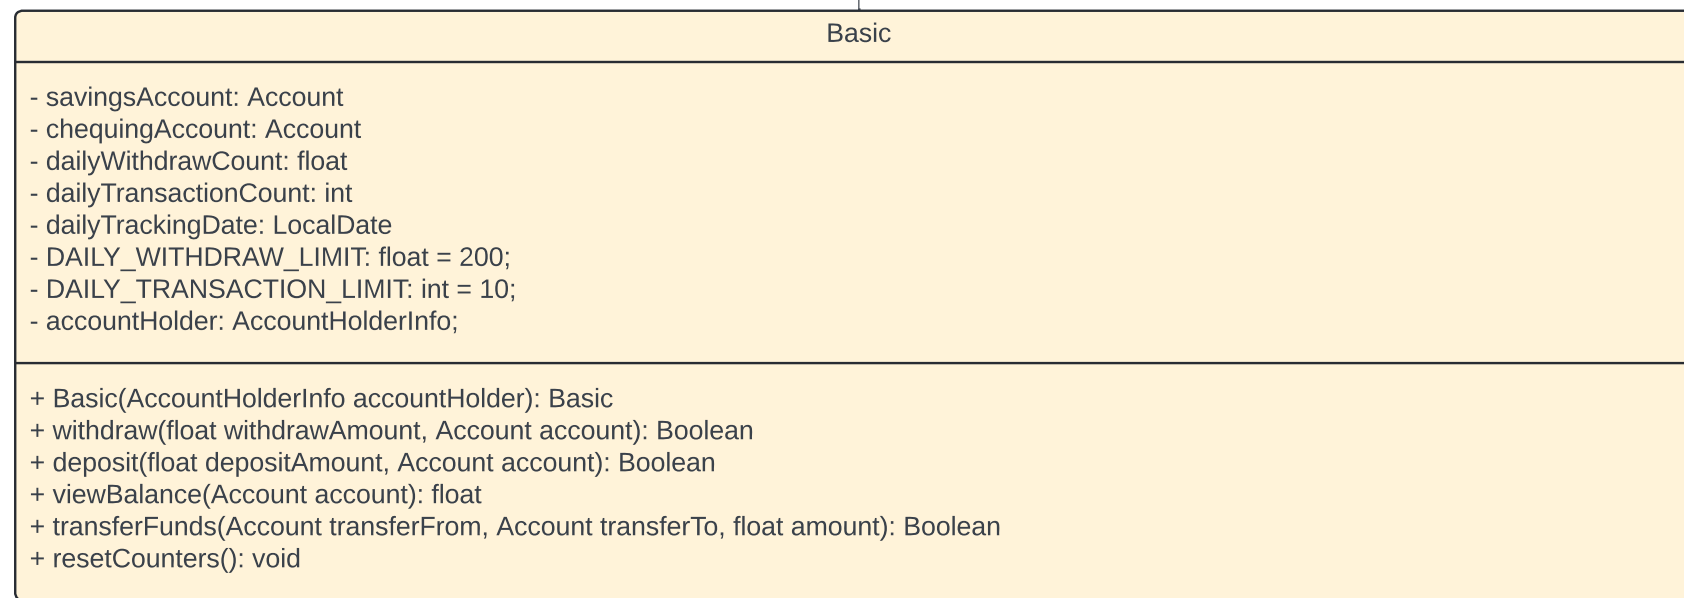 Basic
- savingsAccount: Account
- chequingAccount: Account
- dailyWithdrawCount: float
- dailyTransactionCount: int
- dailyTrackingDate: LocalDate
- DAILY_WITHDRAW_LIMIT: float = 200;
- DAILY_TRANSACTION_LIMIT: int = 10;
- accountHolder: AccountHolderInfo;
+ Basic(AccountHolderInfo accountHolder): Basic
+ withdraw(float withdrawAmount, Account account): Boolean
+ deposit(float depositAmount, Account account): Boolean
+ viewBalance(Account account): float
+ transferFunds(Account transferFrom, Account transferTo, float amount): Boolean
+ resetCounters(): void